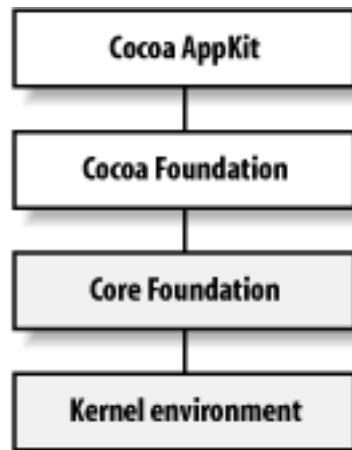 Cocoa AppKit
Cocoa Foundation
Core Foundation
Kernel environment